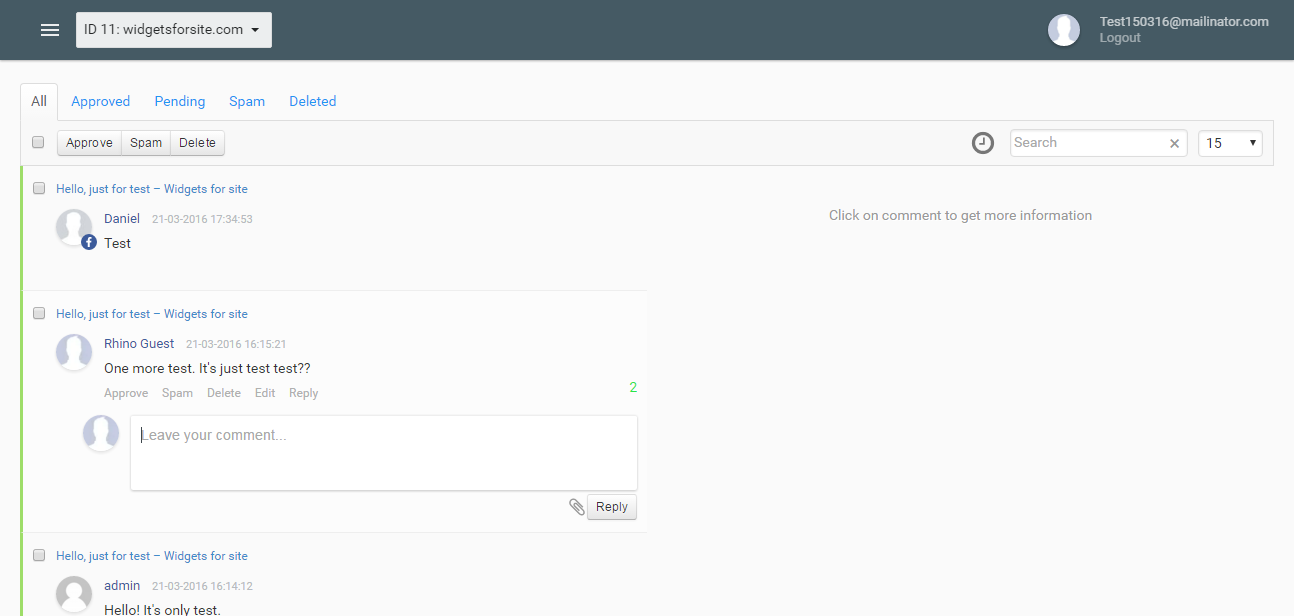 ID 11: widgetsforsite.com
Test150316@mailinator.com
Logout
All Approved Pending Spam Deleted
Approve Spam Delete Search 15
Hello, just for test – Widgets for site
Daniel 21-03-2016 17:34:53
Test
Click on comment to get more information
Hello, just for test – Widgets for site
Rhino Guest 21-03-2016 16:15:21
One more test. It's just test test??
2
Approve Spam Delete Edit Reply
Leave your comment...
Reply
Hello, just for test – Widgets for site
admin 21-03-2016 16:14:12
Hello! It's only test.